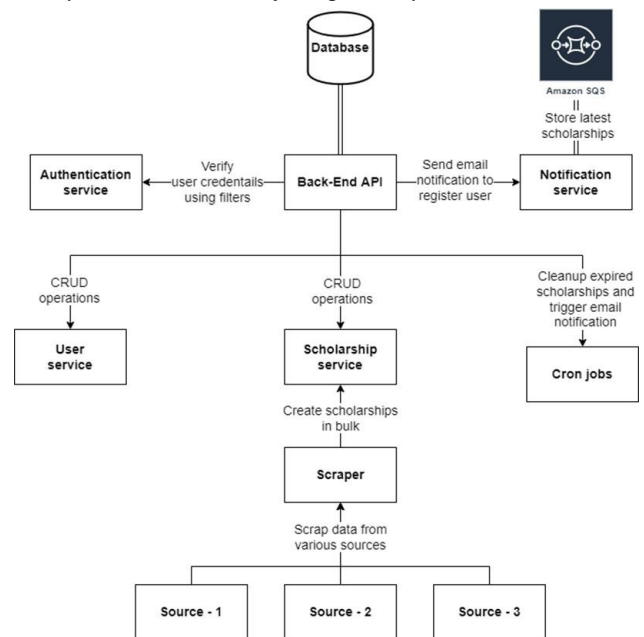 Database
Amazon SQS
Store latest
scholarships
Authentication
service
Verify
user credentails
using filters
Back-End API
Send email
notification to
register user
Notification
service
CRUD
operations
CRUD
operations
Cleanup expired
scholarships and
trigger email
notification
User
service
Scholarship
service
Cron jobs
Create scholarships
in bulk
Scraper
Scrap data from
various sources
Source - 1
Source - 2
Source - 3